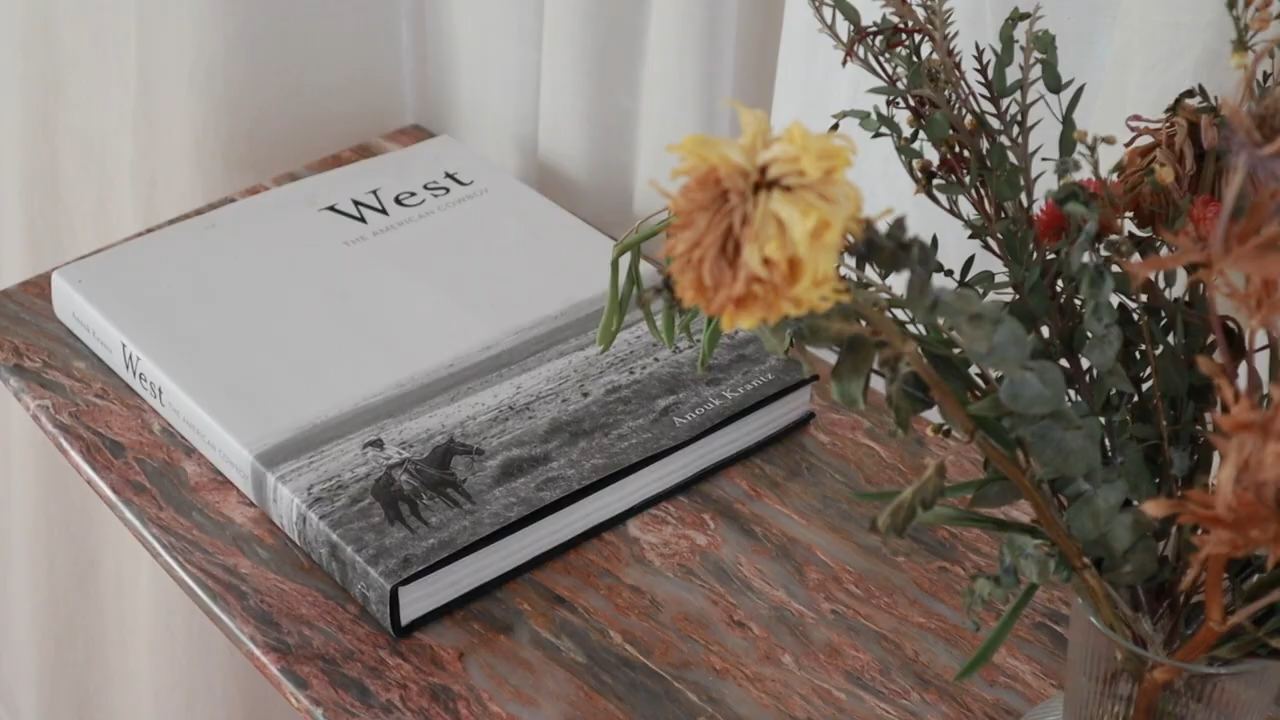 West
THE AMERICAN COWBOY
Anouk Krantz
Anouk Krantz West THE AMERICAN COWBOY